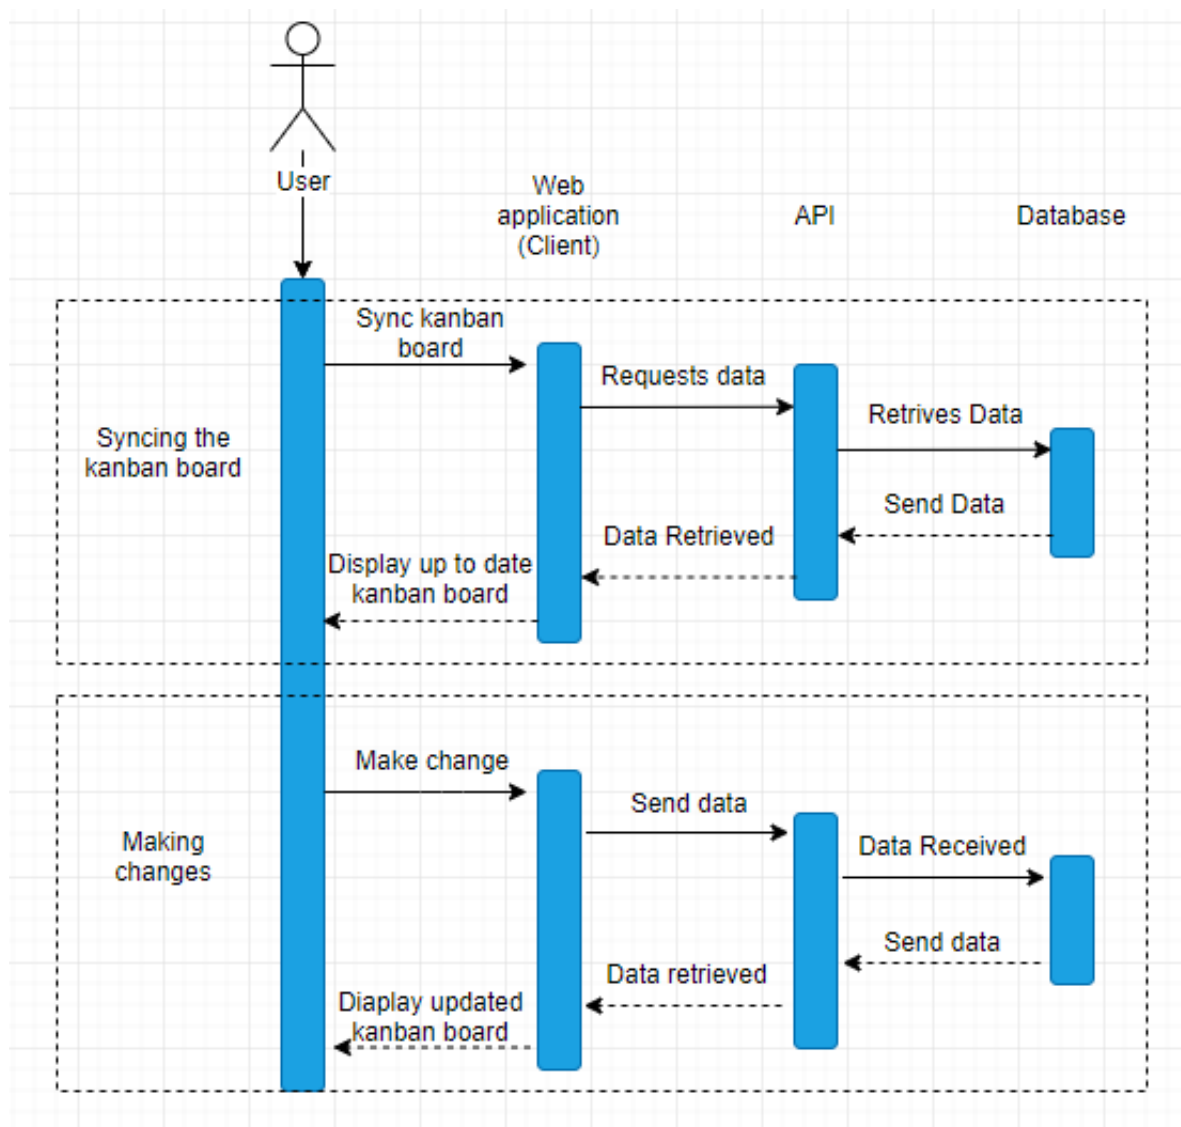 User
Web
application
(Client)
API
Database
Sync kanban
board
Requests data
Retrives Data
Syncing the
kanban board
Send Data
Data Retrieved
Display up to date
kanban board
Make change
Send data
Making
changes
Data Received
Send data
Data retrieved
Diaplay updated
kanban board